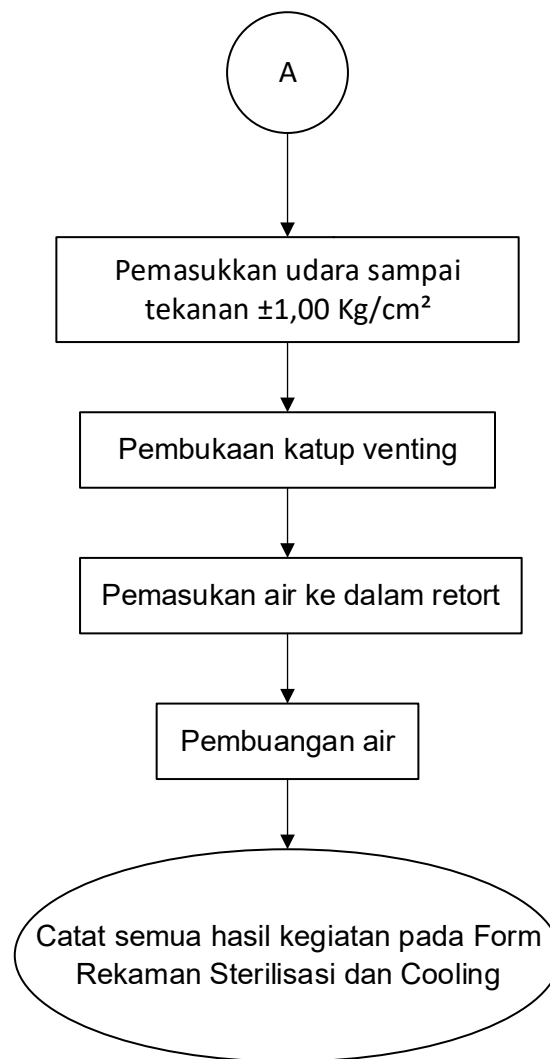 A
Pemasukkan udara sampai
tekanan ±1,00 Kg/cm²
Pembukaan katup venting
Pemasukan air ke dalam retort
Pembuangan air
Catat semua hasil kegiatan pada Form
Rekaman Sterilisasi dan Cooling